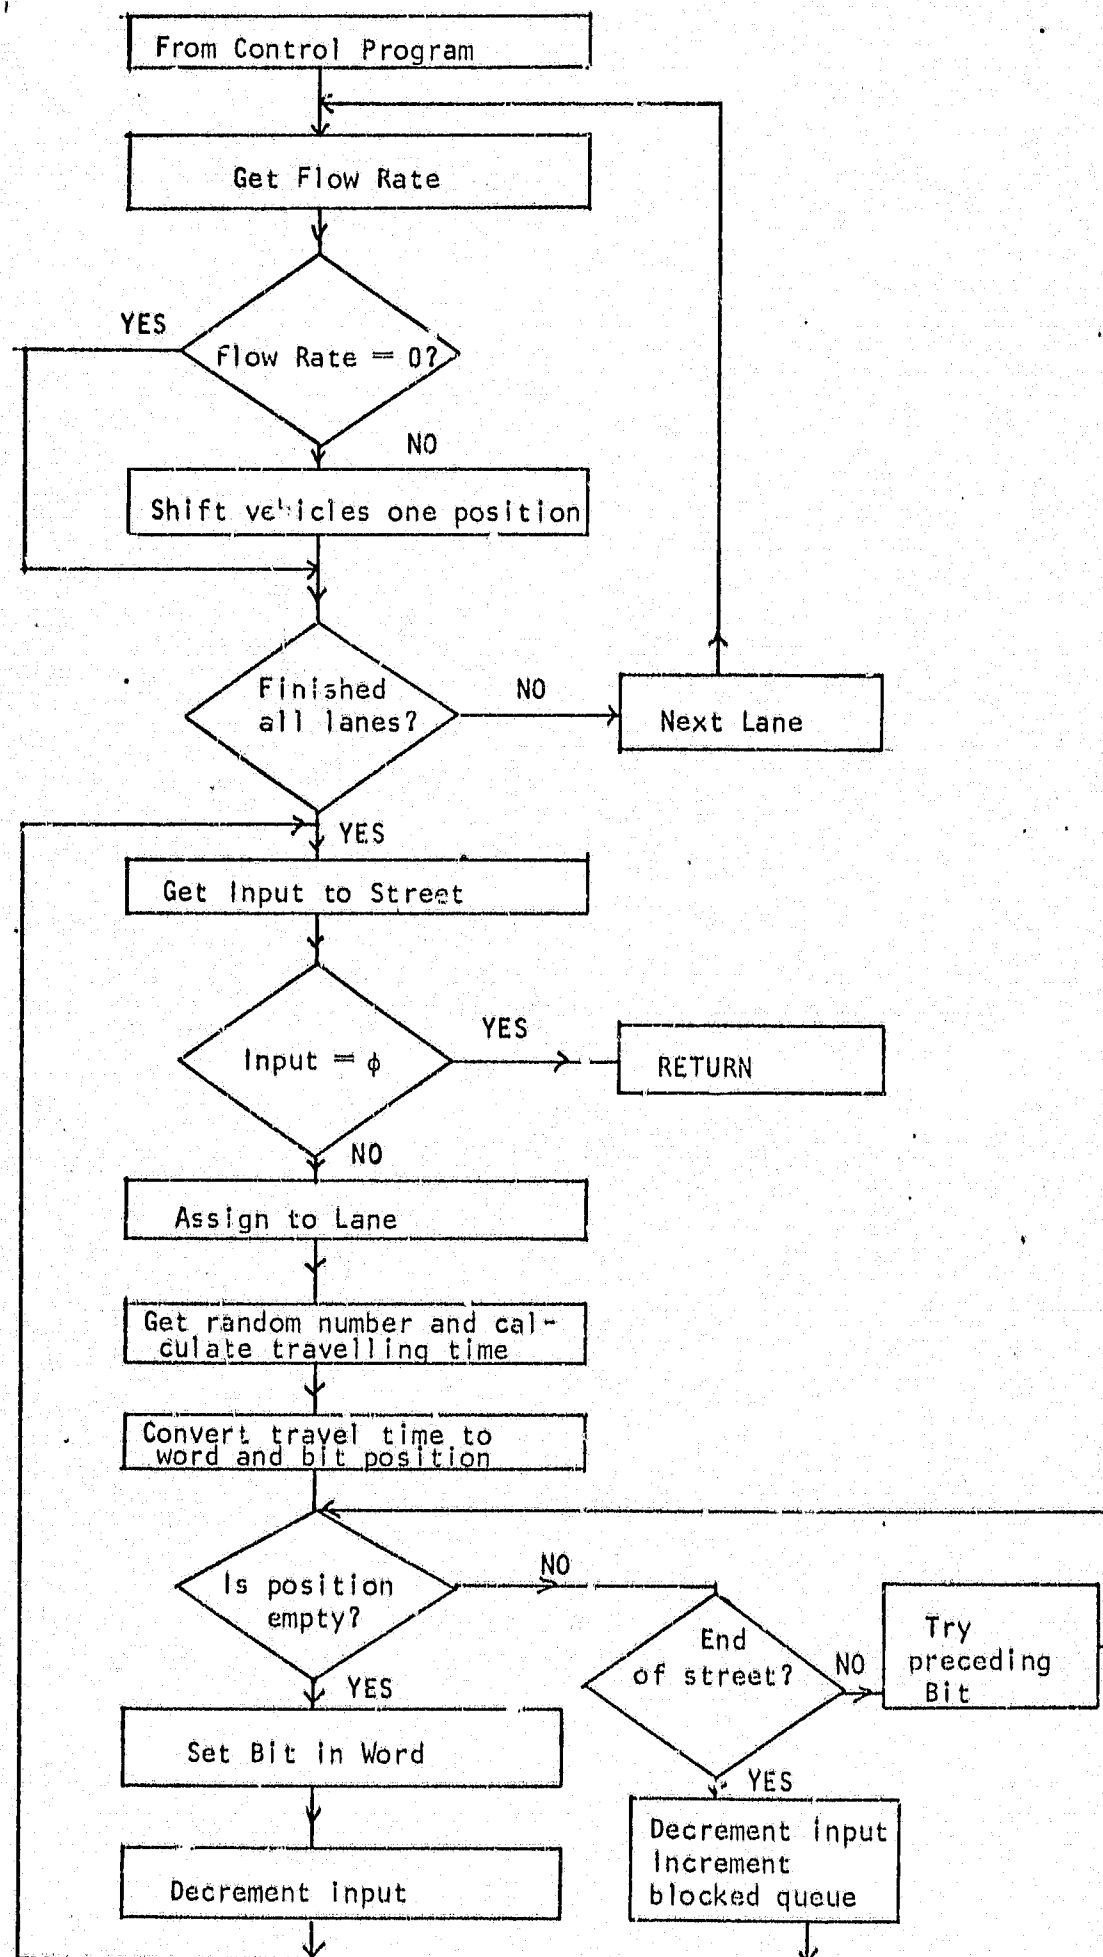 From Control Program
Get Flow Rate
YES
Flow Rate = 0?
NO
Shift vehicles one position
Finished
all lanes?
NO
Next Lane
YES
Get Input to Street
Input = ϕ
YES
RETURN
NO
Assign to Lane
Get random number and cal-
culate travelling time
Convert travel time to
word and bit position
Is position
empty?
NO
End
of street?
NO
Try
preceding
Bit
YES
Set Bit in Word
YES
Decrement input
Increment
blocked queue
Decrement input